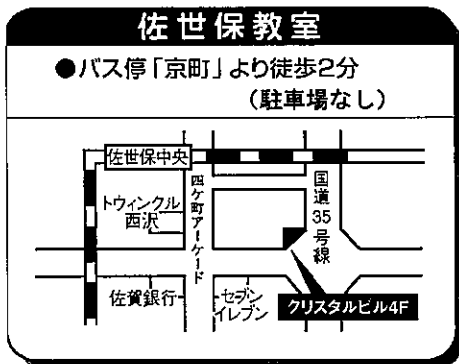 佐世保教室
●バス停「京町」より徒歩2分
(駐車場なし)
佐世保中央
四ヶ町アーケード
国道35号線
トウィンクル
西沢
佐賀銀行
セブン
イレブン
クリスタルビル4F